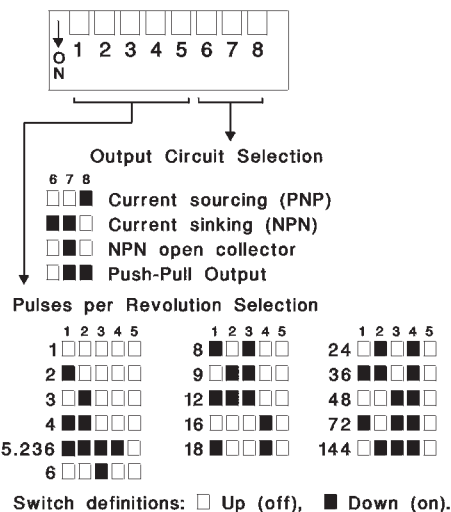 O
N
1 2 3 4 5 6 7 8
Output Circuit Selection
6 7 8
□□■ Current sourcing (PNP)
■■□ Current sinking (NPN)
□■□ NPN open collector
□■■ Push-Pull Output
Pulses per Revolution Selection
1 2 3 4 5
1 □□□□□
2 ■□□□□
3 □■□□□
4 ■■□□□
5.236 ■■■■□
6 □□■□□
1 2 3 4 5
8 ■□■□□
9 □■■□□
12 ■■■□□
16 □□□■□
18 ■□□■□
1 2 3 4 5
24 □■□■□
36 ■■□■□
48 □□■■□
72 ■□■■□
144 □■■■□
Switch definitions: □ Up (off), ■ Down (on).